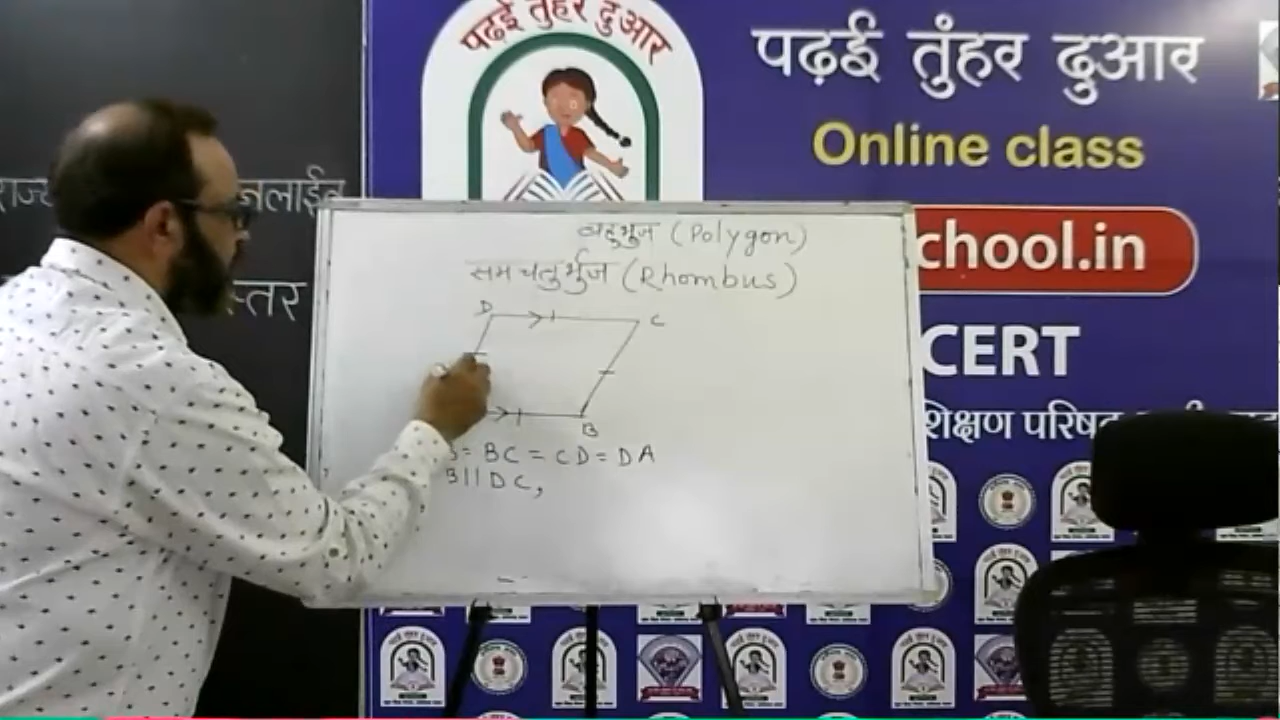 पढ़ई तुंहर दुआर
पढ़ई तुंहर दुआर
Online class
chool.in
CERT
शिक्षण परिषद
स्तर
बहुभुज (Polygon)
समचतुर्भुज (Rhombus)
D C
B
B = BC = CD = DA
B || DC,